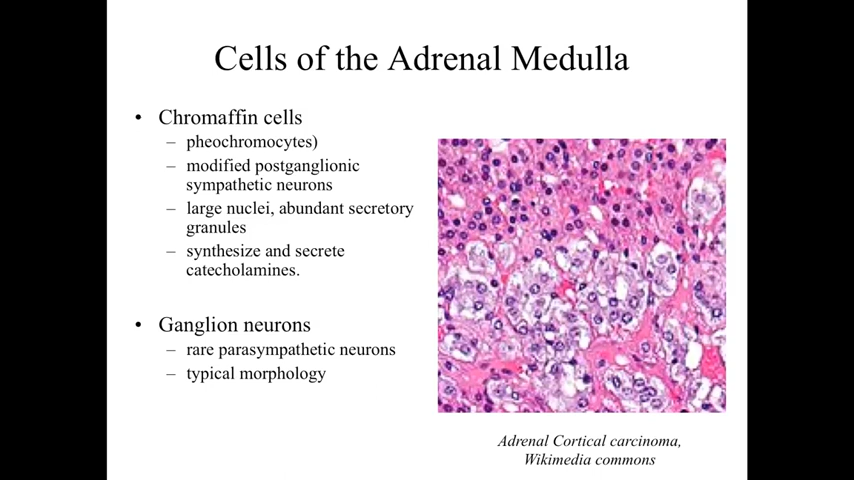 Cells of the Adrenal Medulla
• Chromaffin cells
– pheochromocytes)
– modified postganglionic
sympathetic neurons
– large nuclei, abundant secretory
granules
– synthesize and secrete
catecholamines.
• Ganglion neurons
– rare parasympathetic neurons
– typical morphology
Adrenal Cortical carcinoma,
Wikimedia commons